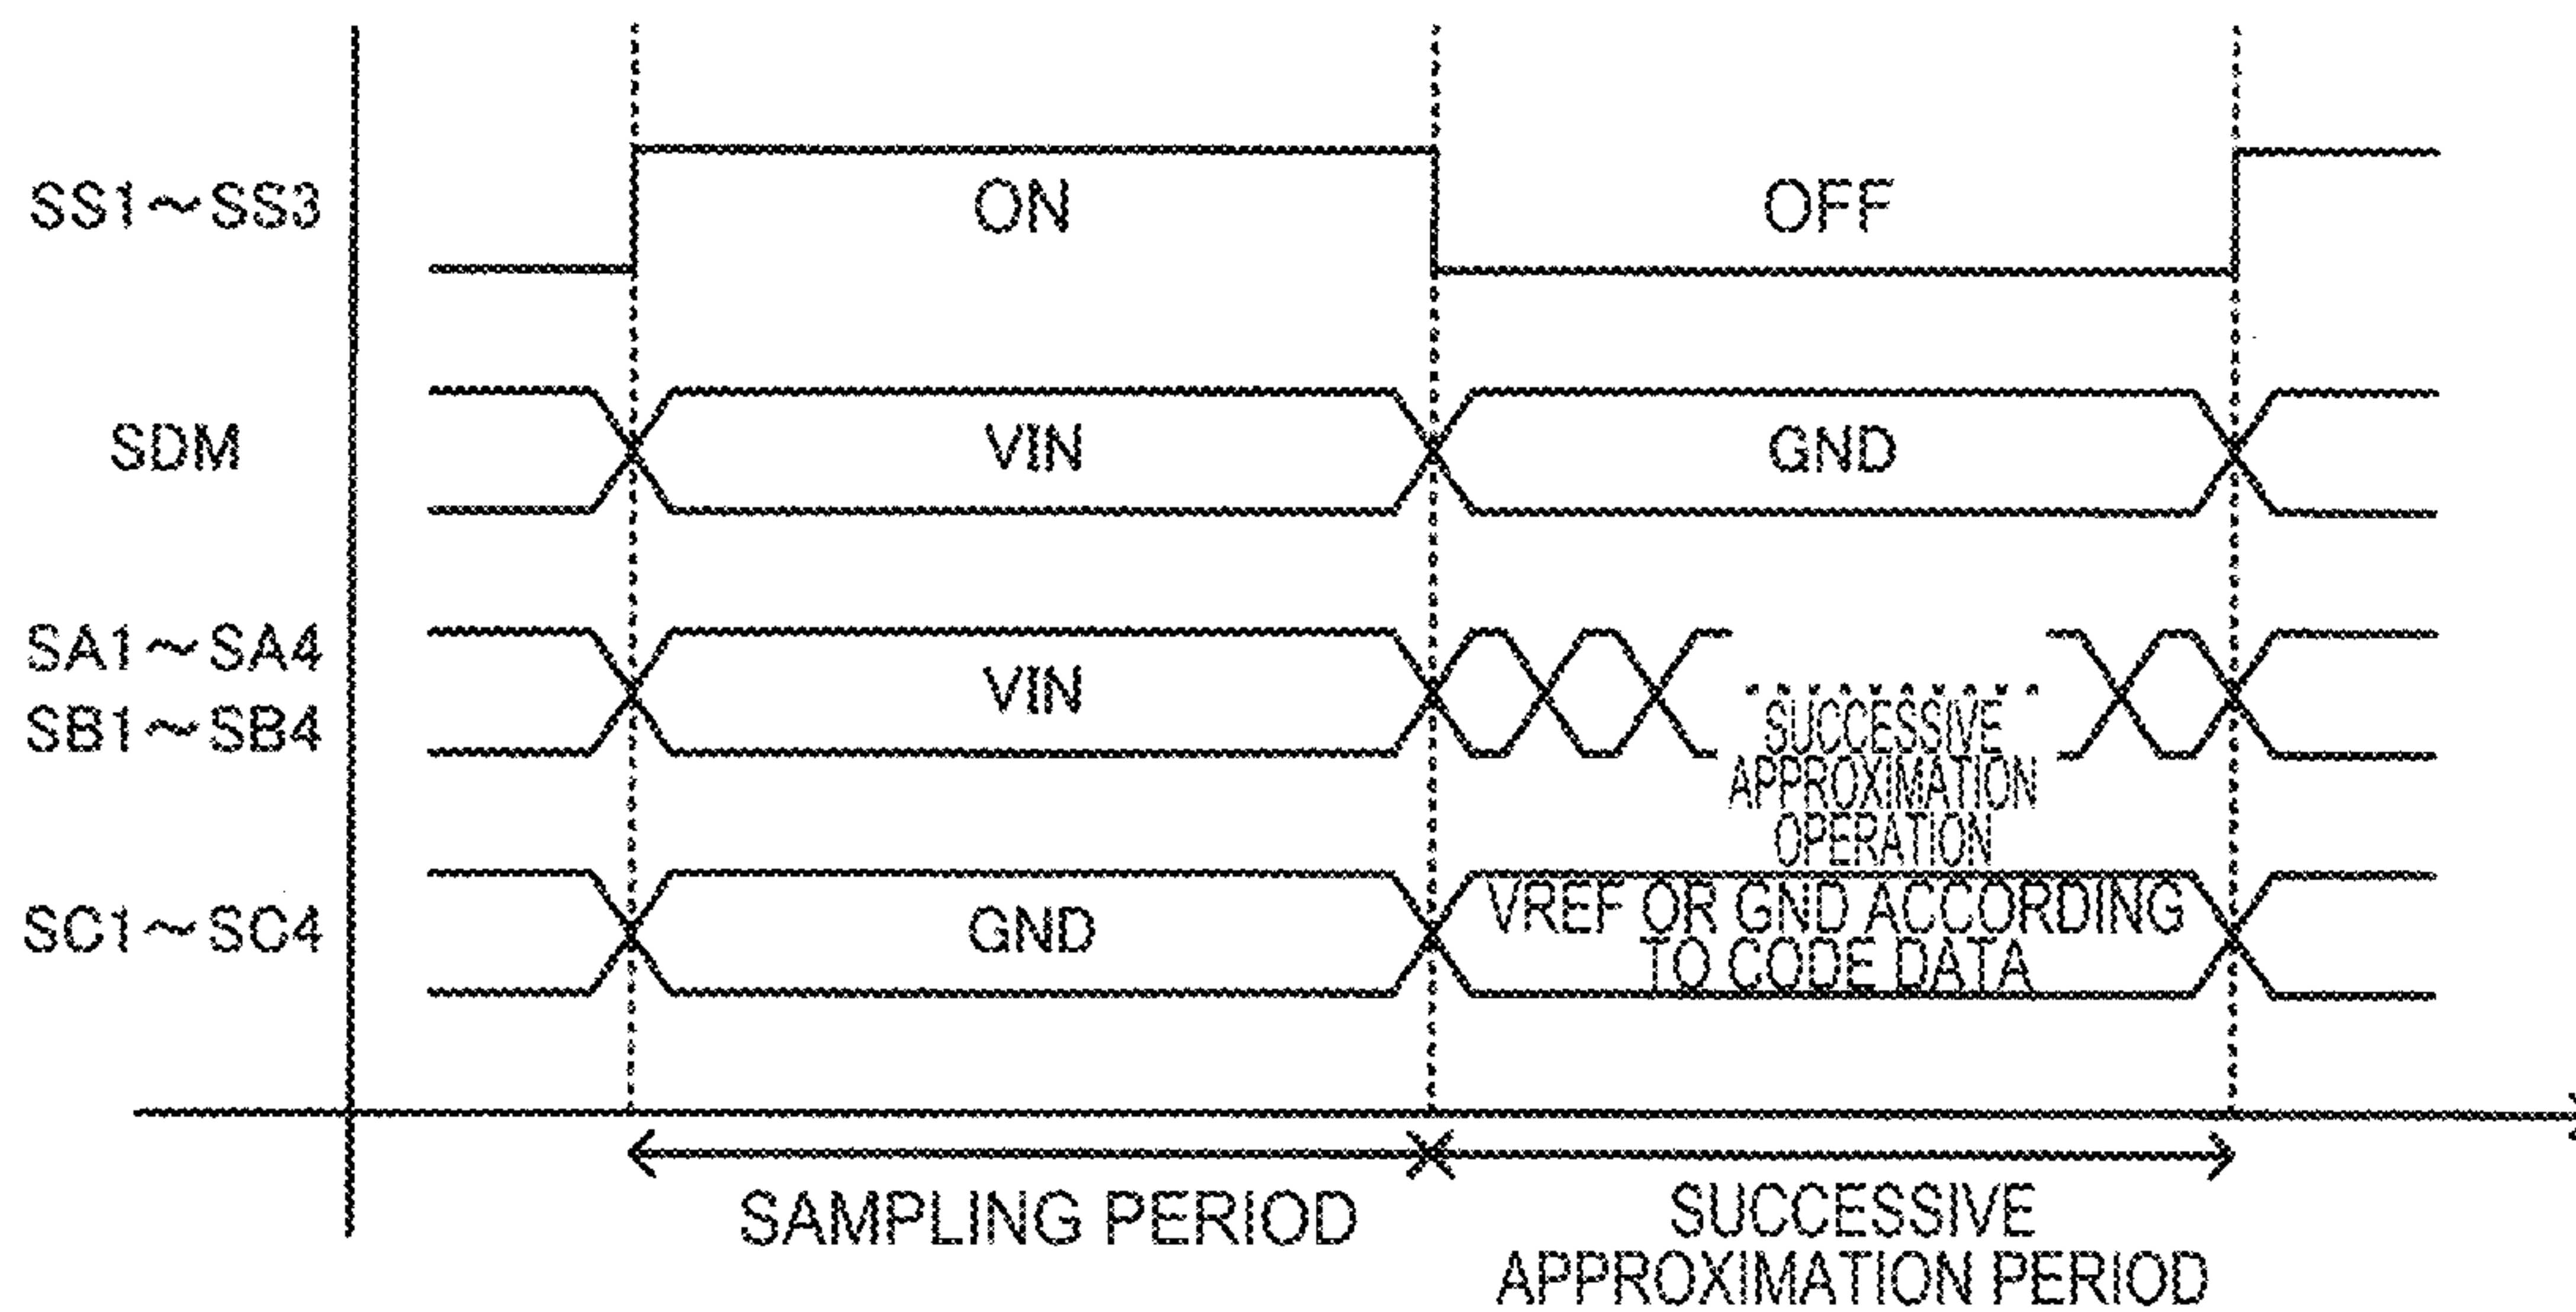 SS1~SS3
ON
OFF
SDM
VIN
GND
SA1~SA4
SB1~SB4
VIN
SUCCESSIVE
APPROXIMATION
OPERATION
SC1~SC4
GND
VREF OR GND ACCORDING
TO CODE DATA
SAMPLING PERIOD
SUCCESSIVE
APPROXIMATION PERIOD